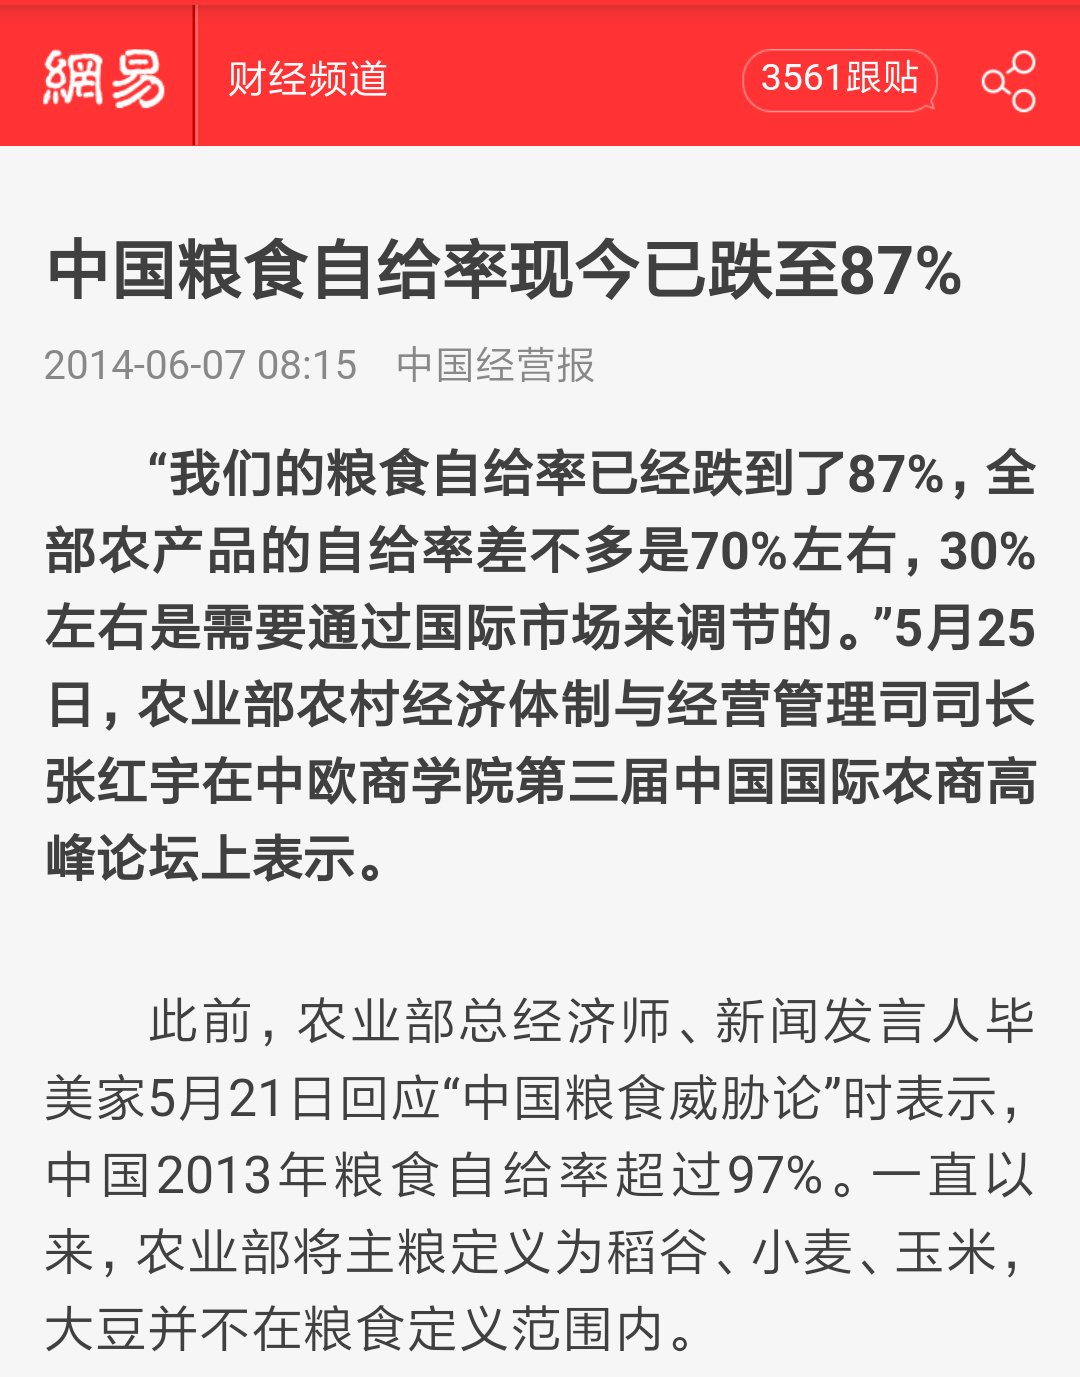 網易
财经频道
3561跟贴
中国粮食自给率现今已跌至87%
2014-06-07 08:15 中国经营报
“我们的粮食自给率已经跌到了87%，全
部农产品的自给率差不多是70%左右，30%
左右是需要通过国际市场来调节的。”5月25
日，农业部农村经济体制与经营管理司司长
张红宇在中欧商学院第三届中国国际农商高
峰论坛上表示。
此前，农业部总经济师、新闻发言人毕
美家5月21日回应“中国粮食威胁论”时表示，
中国2013年粮食自给率超过97%。一直以
来，农业部将主粮定义为稻谷、小麦、玉米，
大豆并不在粮食定义范围内。